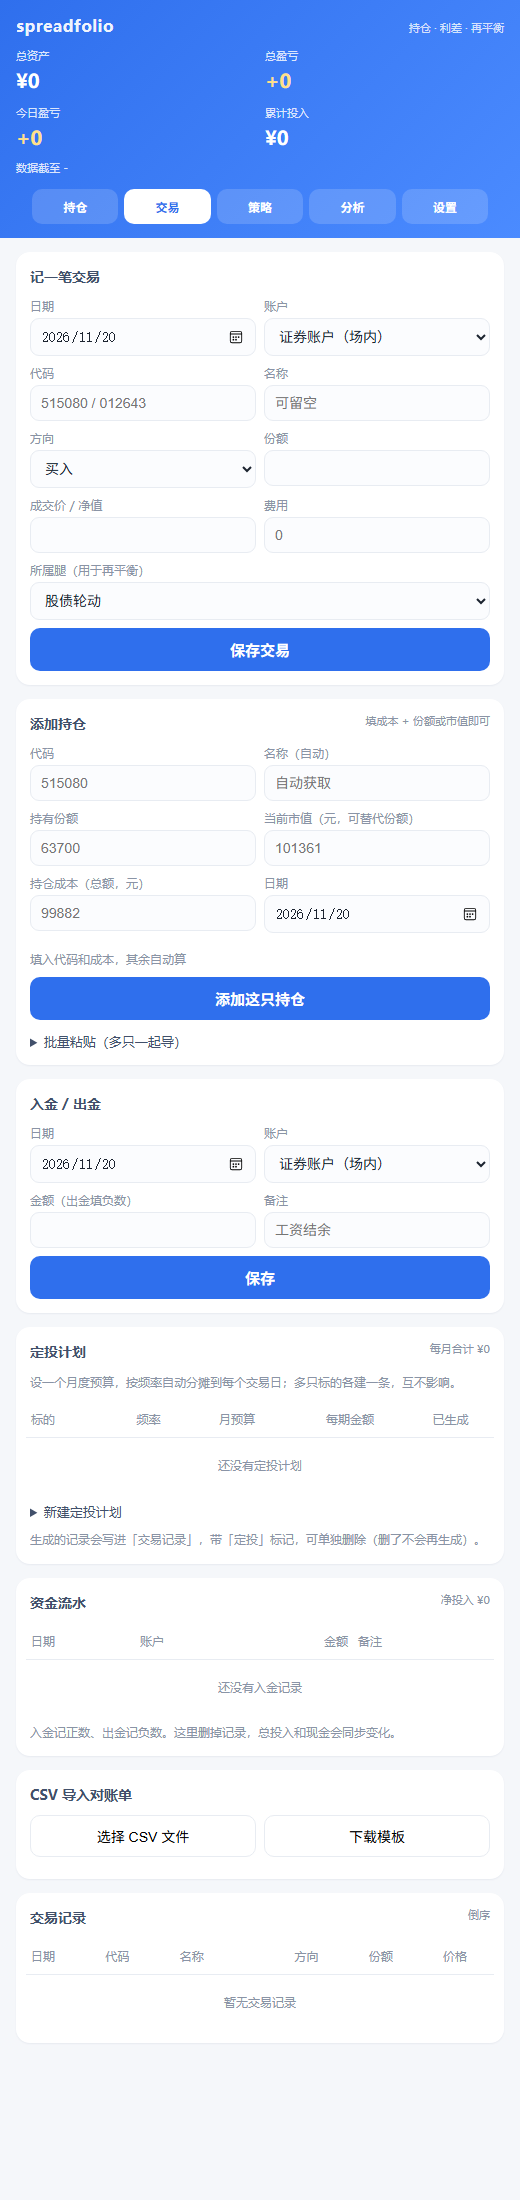 spreadfolio
持仓 · 利差 · 再平衡
总资产 总盈亏
¥0 +0
今日盈亏 累计投入
+0 ¥0
数据截至 -
持仓 交易 策略 分析 设置
记一笔交易
日期 账户
2026/11/20 证券账户（场内）
代码 名称
515080 / 012643 可留空
方向 份额
买入
成交价 / 净值 费用
0
所属腿（用于再平衡）
股债轮动
保存交易
添加持仓 填成本 + 份额或市值即可
代码 名称（自动）
515080 自动获取
持有份额 当前市值（元，可替代份额）
63700 101361
持仓成本（总额，元） 日期
99882 2026/11/20
填入代码和成本，其余自动算
添加这只持仓
▶ 批量粘贴（多只一起导）
入金 / 出金
日期 账户
2026/11/20 证券账户（场内）
金额（出金填负数） 备注
工资结余
保存
定投计划 每月合计 ¥0
设一个月度预算，按频率自动分摊到每个交易日；多只标的各建一条，互不影响。
标的 频率 月预算 每期金额 已生成
还没有定投计划
▶ 新建定投计划
生成的记录会写进「交易记录」，带「定投」标记，可单独删除（删了不会再生成）。
资金流水 净投入 ¥0
日期 账户 金额 备注
还没有入金记录
入金记正数、出金记负数。这里删掉记录，总投入和现金会同步变化。
CSV 导入对账单
选择 CSV 文件 下载模板
交易记录 倒序
日期 代码 名称 方向 份额 价格
暂无交易记录